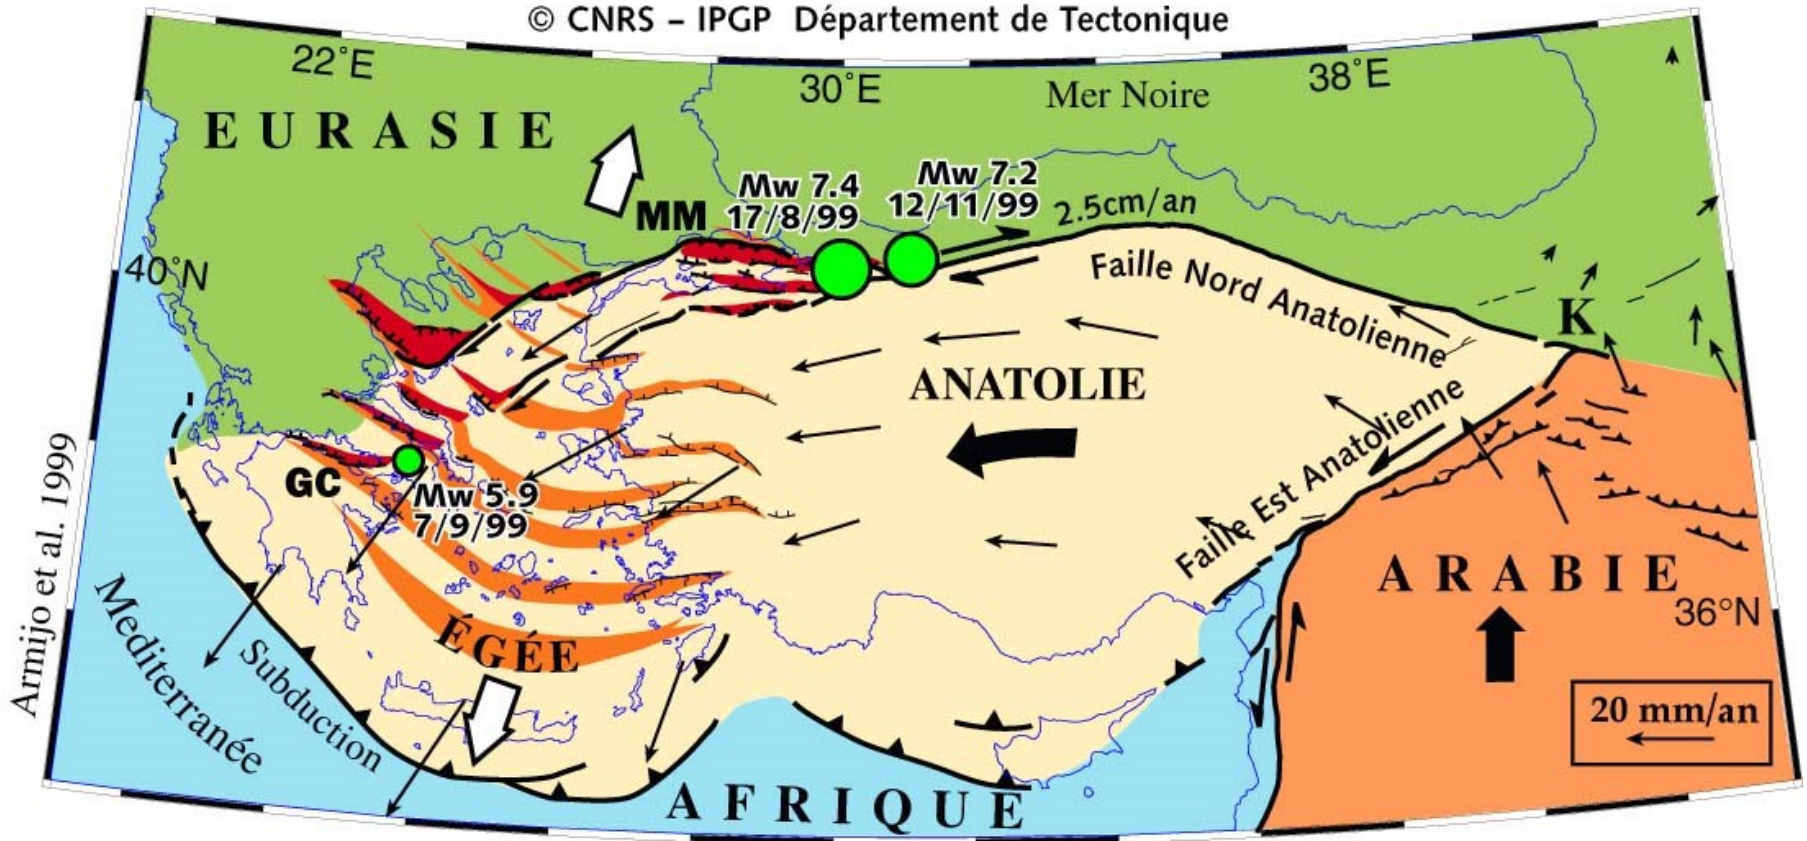 © CNRS – IPGP Département de Tectonique
22°E
30°E
38°E
Mer Noire
EURASIE
Mw 7.4
17/8/99
Mw 7.2
12/11/99
2.5cm/an
MM
40°N
Faille Nord Anatolienne
K
ANATOLIE
Faille Est Anatolienne
GC
Mw 5.9
7/9/99
Armijo et al. 1999
ARABIE
36°N
ÉGÉE
Mediterranée
Subduction
20 mm/an
AFRIQUE